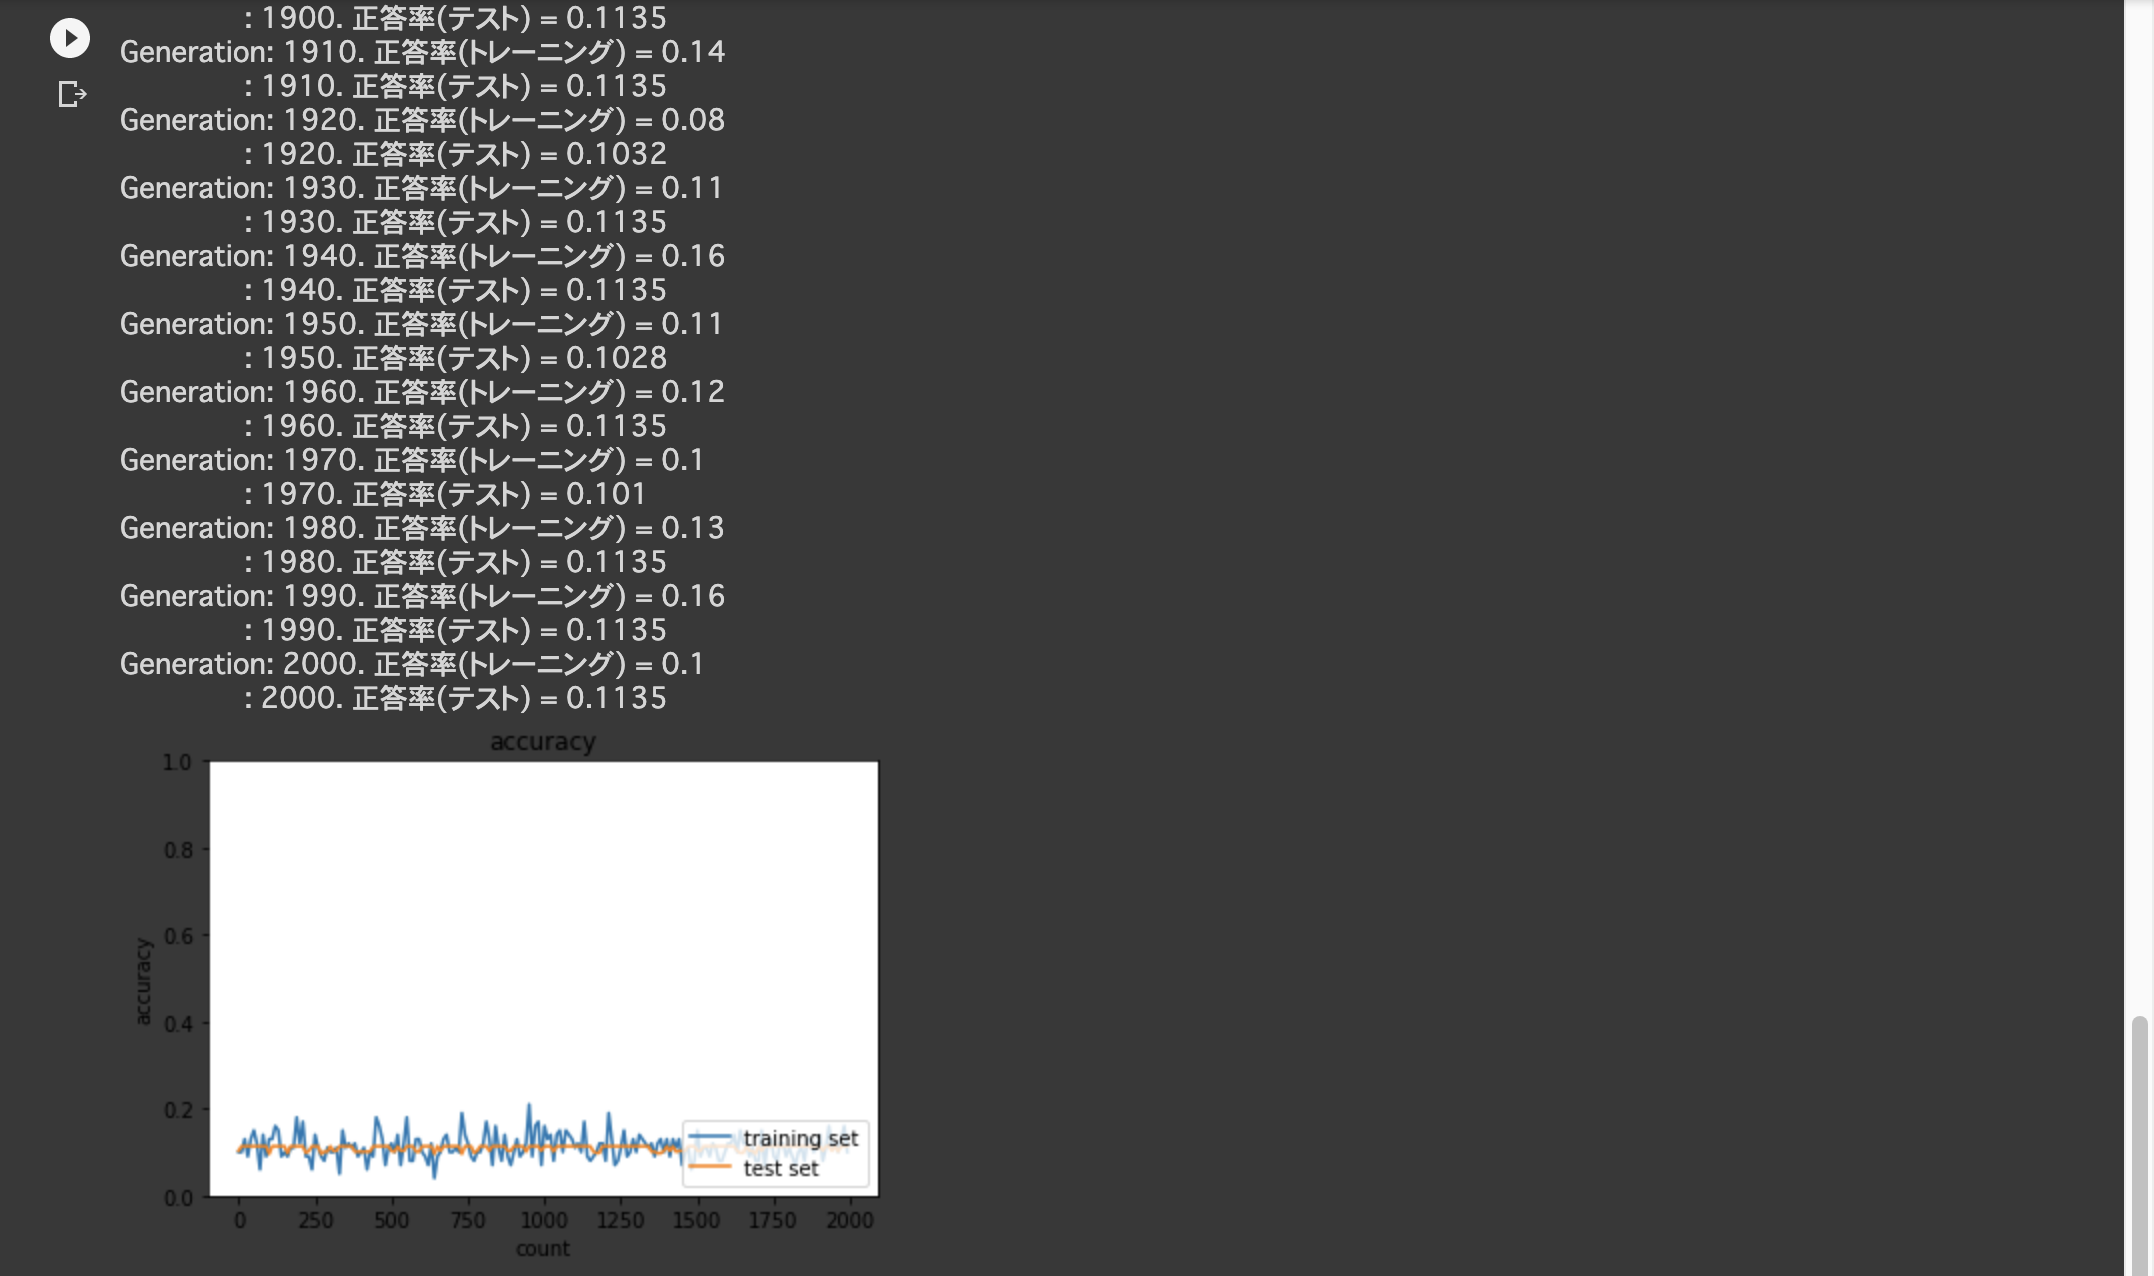 : 1900. 正答率(テスト) = 0.1135
Generation: 1910. 正答率(トレーニング) = 0.14
: 1910. 正答率(テスト) = 0.1135
Generation: 1920. 正答率(トレーニング) = 0.08
: 1920. 正答率(テスト) = 0.1032
Generation: 1930. 正答率(トレーニング) = 0.11
: 1930. 正答率(テスト) = 0.1135
Generation: 1940. 正答率(トレーニング) = 0.16
: 1940. 正答率(テスト) = 0.1135
Generation: 1950. 正答率(トレーニング) = 0.11
: 1950. 正答率(テスト) = 0.1028
Generation: 1960. 正答率(トレーニング) = 0.12
: 1960. 正答率(テスト) = 0.1135
Generation: 1970. 正答率(トレーニング) = 0.1
: 1970. 正答率(テスト) = 0.101
Generation: 1980. 正答率(トレーニング) = 0.13
: 1980. 正答率(テスト) = 0.1135
Generation: 1990. 正答率(トレーニング) = 0.16
: 1990. 正答率(テスト) = 0.1135
Generation: 2000. 正答率(トレーニング) = 0.1
: 2000. 正答率(テスト) = 0.1135
accuracy
1.0
0.8
0.6
0.4
0.2
0.0
accuracy
training set
test set
0 250 500 750 1000 1250 1500 1750 2000
count